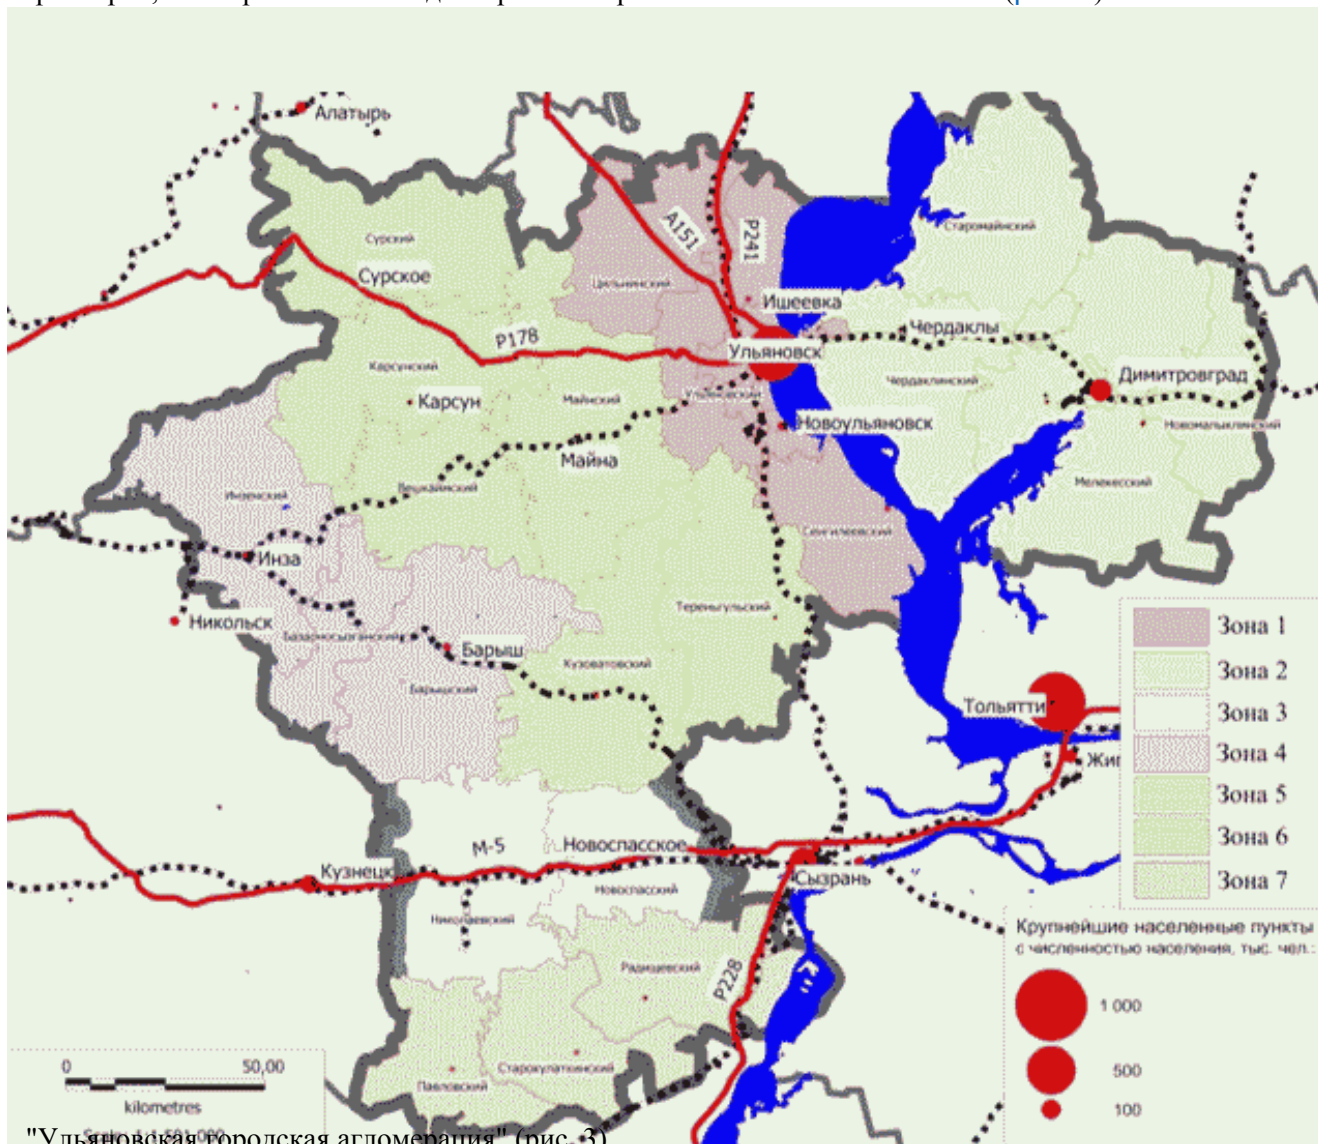 Алатырь
А151
Р241
Старомайнский
Сурский
Сурское
Цильнинский
Ишеевка
Чердаклы
Р178
Ульяновск
Карсунский
Димитровград
Карсун
Майнский
Ульяновский
Чердаклинский
Новоульяновск
Новомалыклинский
Майна
Вешкаймский
Мелекесский
Инзенский
Сенгилеевский
Инза
Тереньгульский
Никольск
Базарносызганский
Барыш
Кузоватовский
Барышский
Тольятти
Жиг
Зона 1
Зона 2
Зона 3
Зона 4
Зона 5
Зона 6
Зона 7
М-5
Новоспасское
Кузнецк
Сызрань
Новоспасский
Николаевский
Радищевский
Р228
Старокулаткинский
Павловский
Крупнейшие населенные пункты
с численностью населения, тыс. чел.:
1 000
500
100
0 50,00
kilometres
"Ульяновская городская агломерация" (рис. 3)